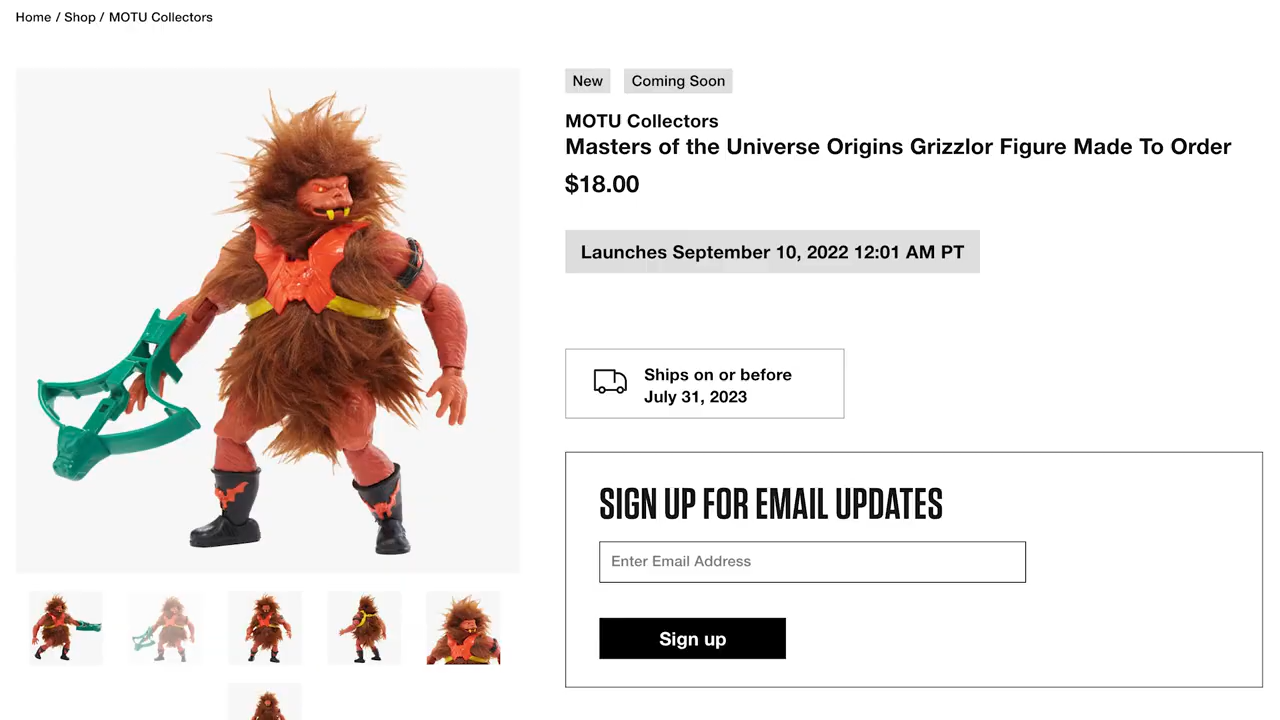 Home / Shop / MOTU Collectors
New
Coming Soon
MOTU Collectors
Masters of the Universe Origins Grizzlor Figure Made To Order
$18.00
Launches September 10, 2022 12:01 AM PT
Ships on or before
July 31, 2023
SIGN UP FOR EMAIL UPDATES
Enter Email Address
Sign up